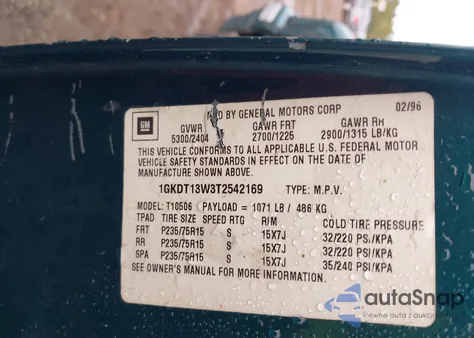 GM
MFD BY GENERAL MOTORS CORP 02/96
GVWR GAWR FRT GAWR RR
5300/2404 2700/1225 2900/1315 LB/KG
THIS VEHICLE CONFORMS TO ALL APPLICABLE U.S. FEDERAL MOTOR
VEHICLE SAFETY STANDARDS IN EFFECT ON THE DATE OF
MANUFACTURE SHOWN ABOVE.
1GKDT13W3T2542169 TYPE: M.P.V.
MODEL: T10506 PAYLOAD = 1071 LB / 486 KG
TPAD TIRE SIZE SPEED RTG RIM COLD TIRE PRESSURE
FRT P235/75R15 S 15X7J 32/220 PSI/KPA
RR P235/75R15 S 15X7J 32/220 PSI/KPA
SPA P235/75R15 S 15X7J 35/240 PSI/KPA
SEE OWNER'S MANUAL FOR MORE INFORMATION.
autoSnap
Pewne auta z aukcji